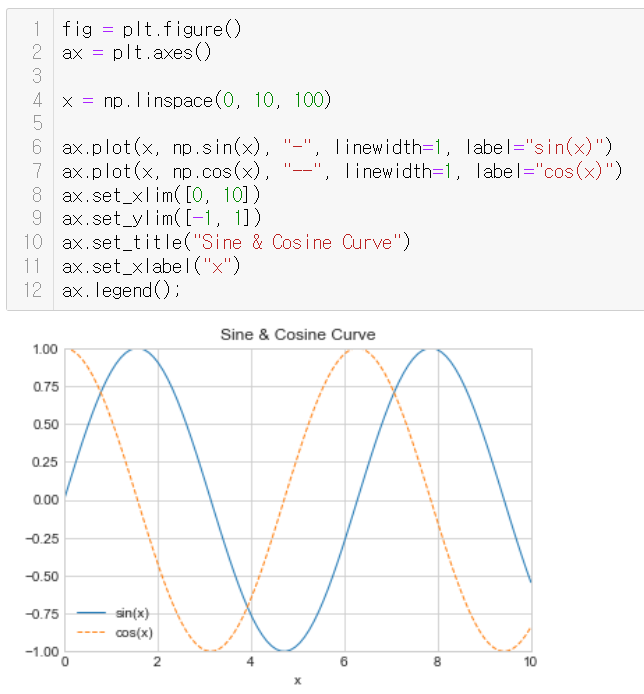 1 fig = plt.figure()
2 ax = plt.axes()
3
4 x = np.linspace(0, 10, 100)
5
6 ax.plot(x, np.sin(x), "-", linewidth=1, label="sin(x)")
7 ax.plot(x, np.cos(x), "--", linewidth=1, label="cos(x)")
8 ax.set_xlim([0, 10])
9 ax.set_ylim([-1, 1])
10 ax.set_title("Sine & Cosine Curve")
11 ax.set_xlabel("x")
12 ax.legend();
Sine & Cosine Curve
1.00
0.75
0.50
0.25
0.00
−0.25
−0.50
−0.75
−1.00
sin(x)
cos(x)
0 2 4 6 8 10
x